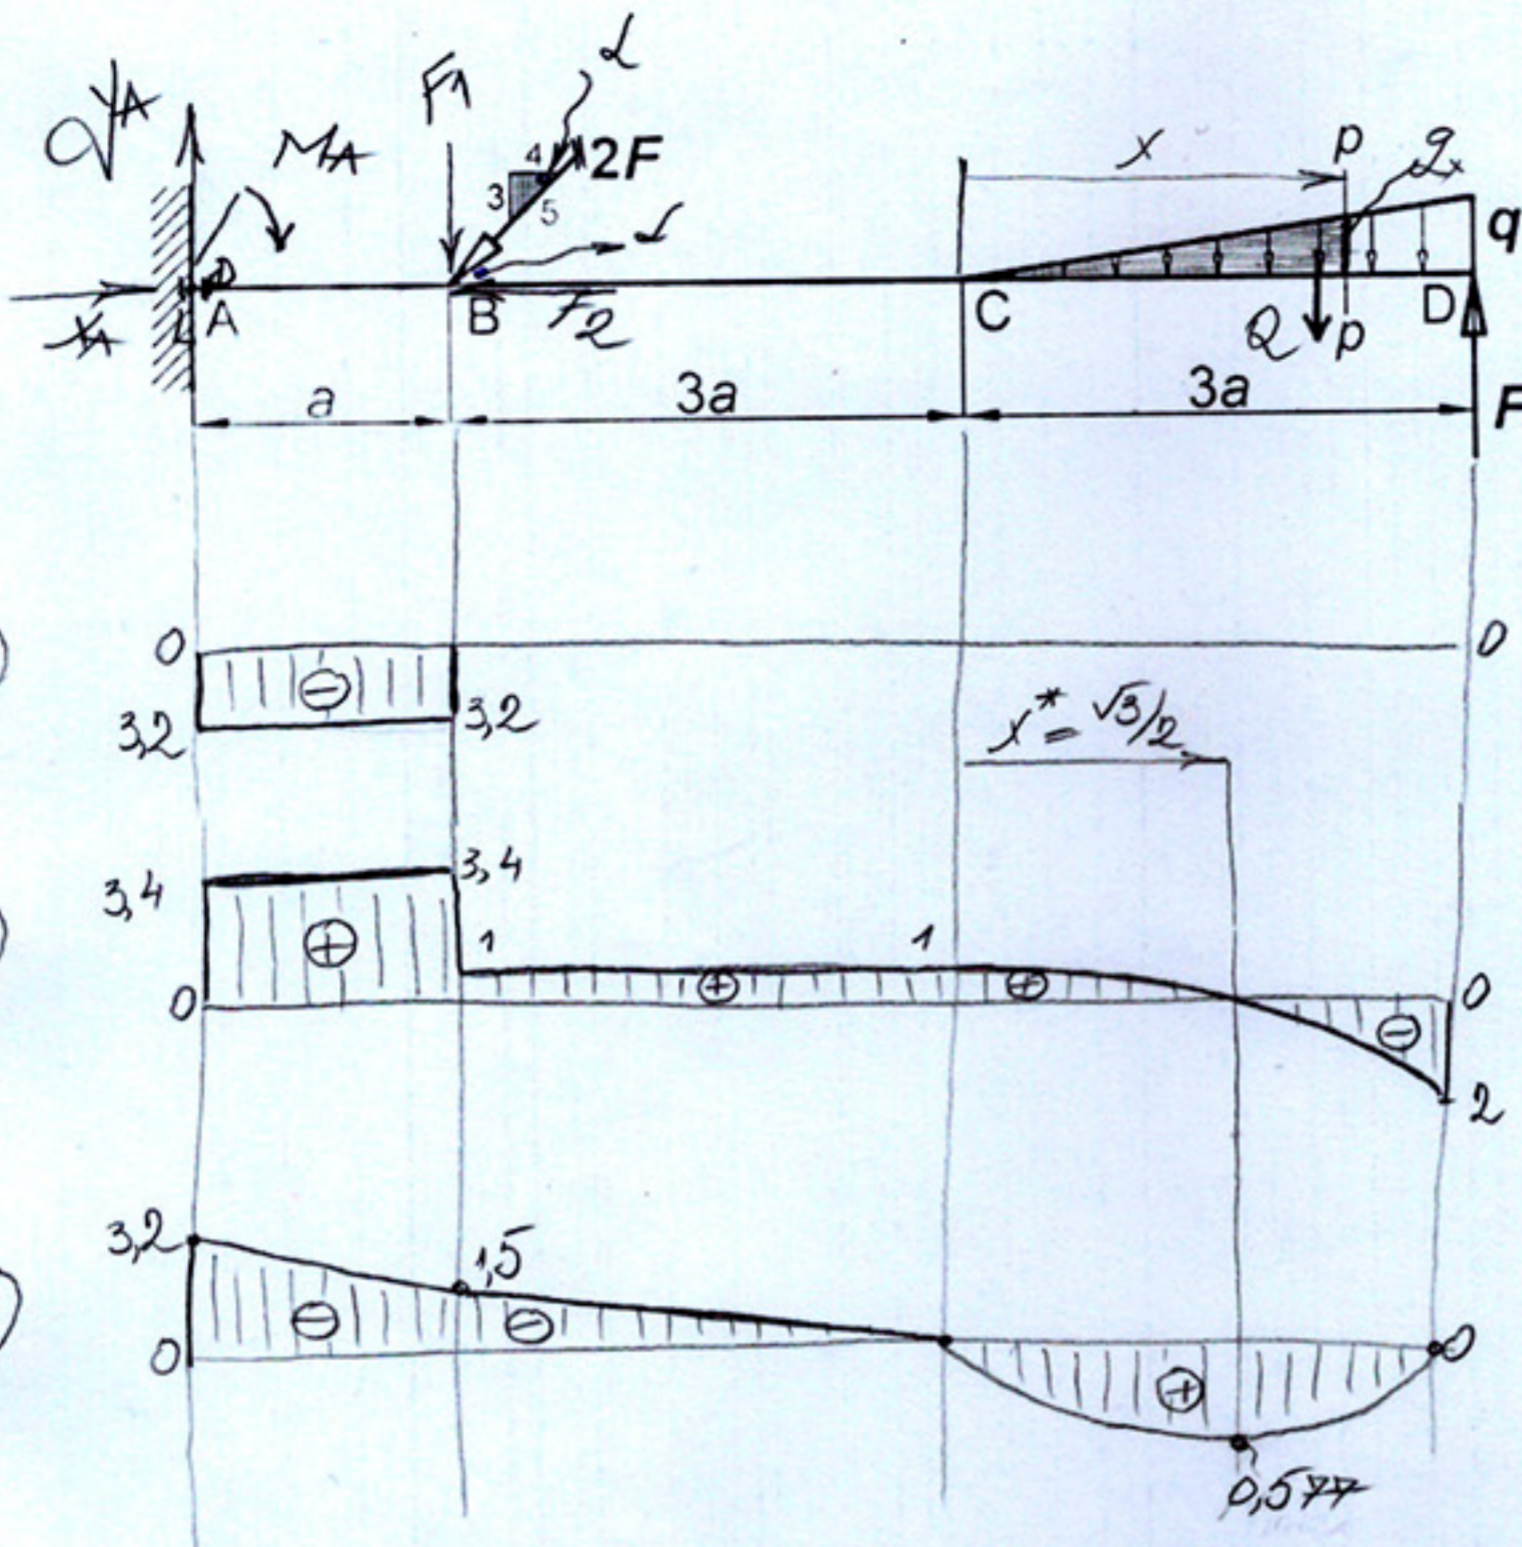 yA MA F1 α
4 2F
3 5
x p qx
q
α
A B F2 C Q p D
xA
a 3a 3a F
0 0
3,2 3,2
x* = √3/2
3,4 3,4
1 1
0 0
2
3,2 1,5
0 0
0,577